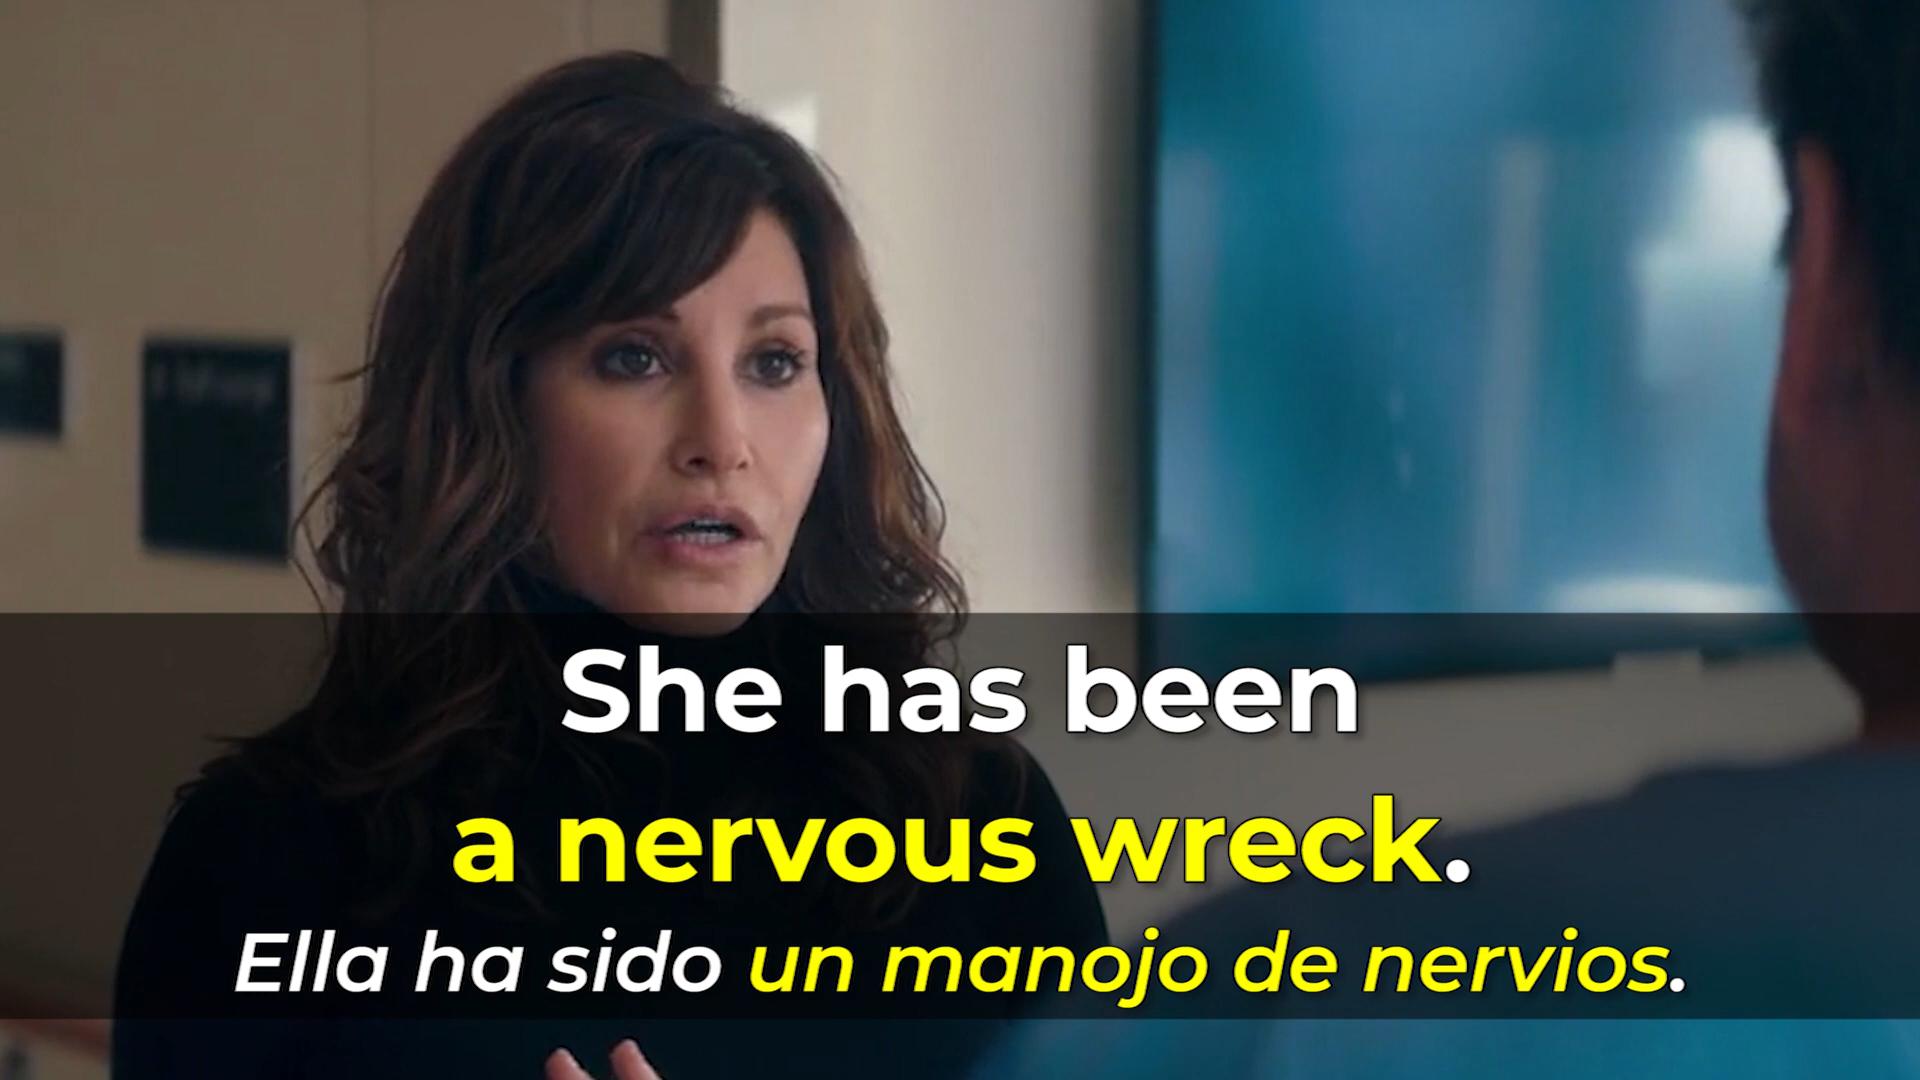 She has been
a nervous wreck.
Ella ha sido un manojo de nervios.